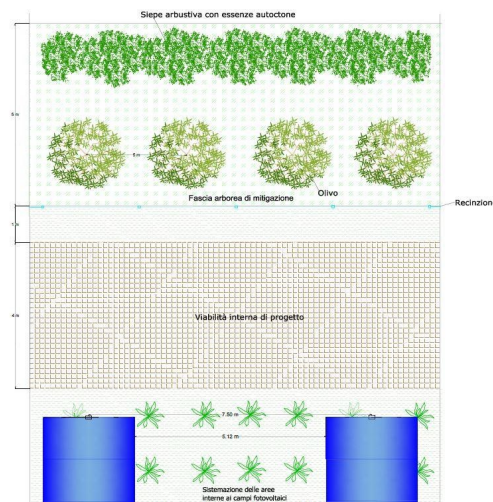 Siepe arbustiva con essenze autoctone
5 m
5 m
Olivo
Fascia arborea di mitigazione
Recinzion
1 m
4 m
Viabilità interna di progetto
7.50 m
5.12 m
Sistemazione delle aree
interne ai campi fotovoltaici